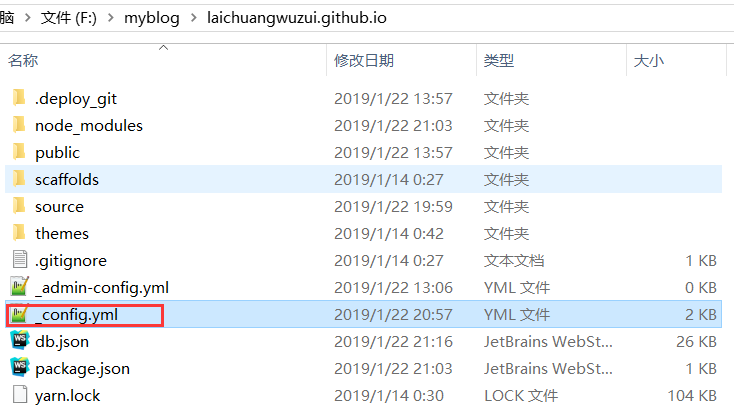 脑 > 文件 (F:) > myblog > laichuangwuzui.github.io
名称 修改日期 类型 大小
.deploy_git 2019/1/22 13:57 文件夹
node_modules 2019/1/22 21:03 文件夹
public 2019/1/22 13:57 文件夹
scaffolds 2019/1/14 0:27 文件夹
source 2019/1/22 19:59 文件夹
themes 2019/1/14 0:42 文件夹
.gitignore 2019/1/14 0:27 文本文档 1 KB
_admin-config.yml 2019/1/22 13:06 YML 文件 0 KB
_config.yml 2019/1/22 20:57 YML 文件 2 KB
db.json 2019/1/22 21:16 JetBrains WebSt... 26 KB
package.json 2019/1/22 21:03 JetBrains WebSt... 1 KB
yarn.lock 2019/1/14 0:30 LOCK 文件 104 KB